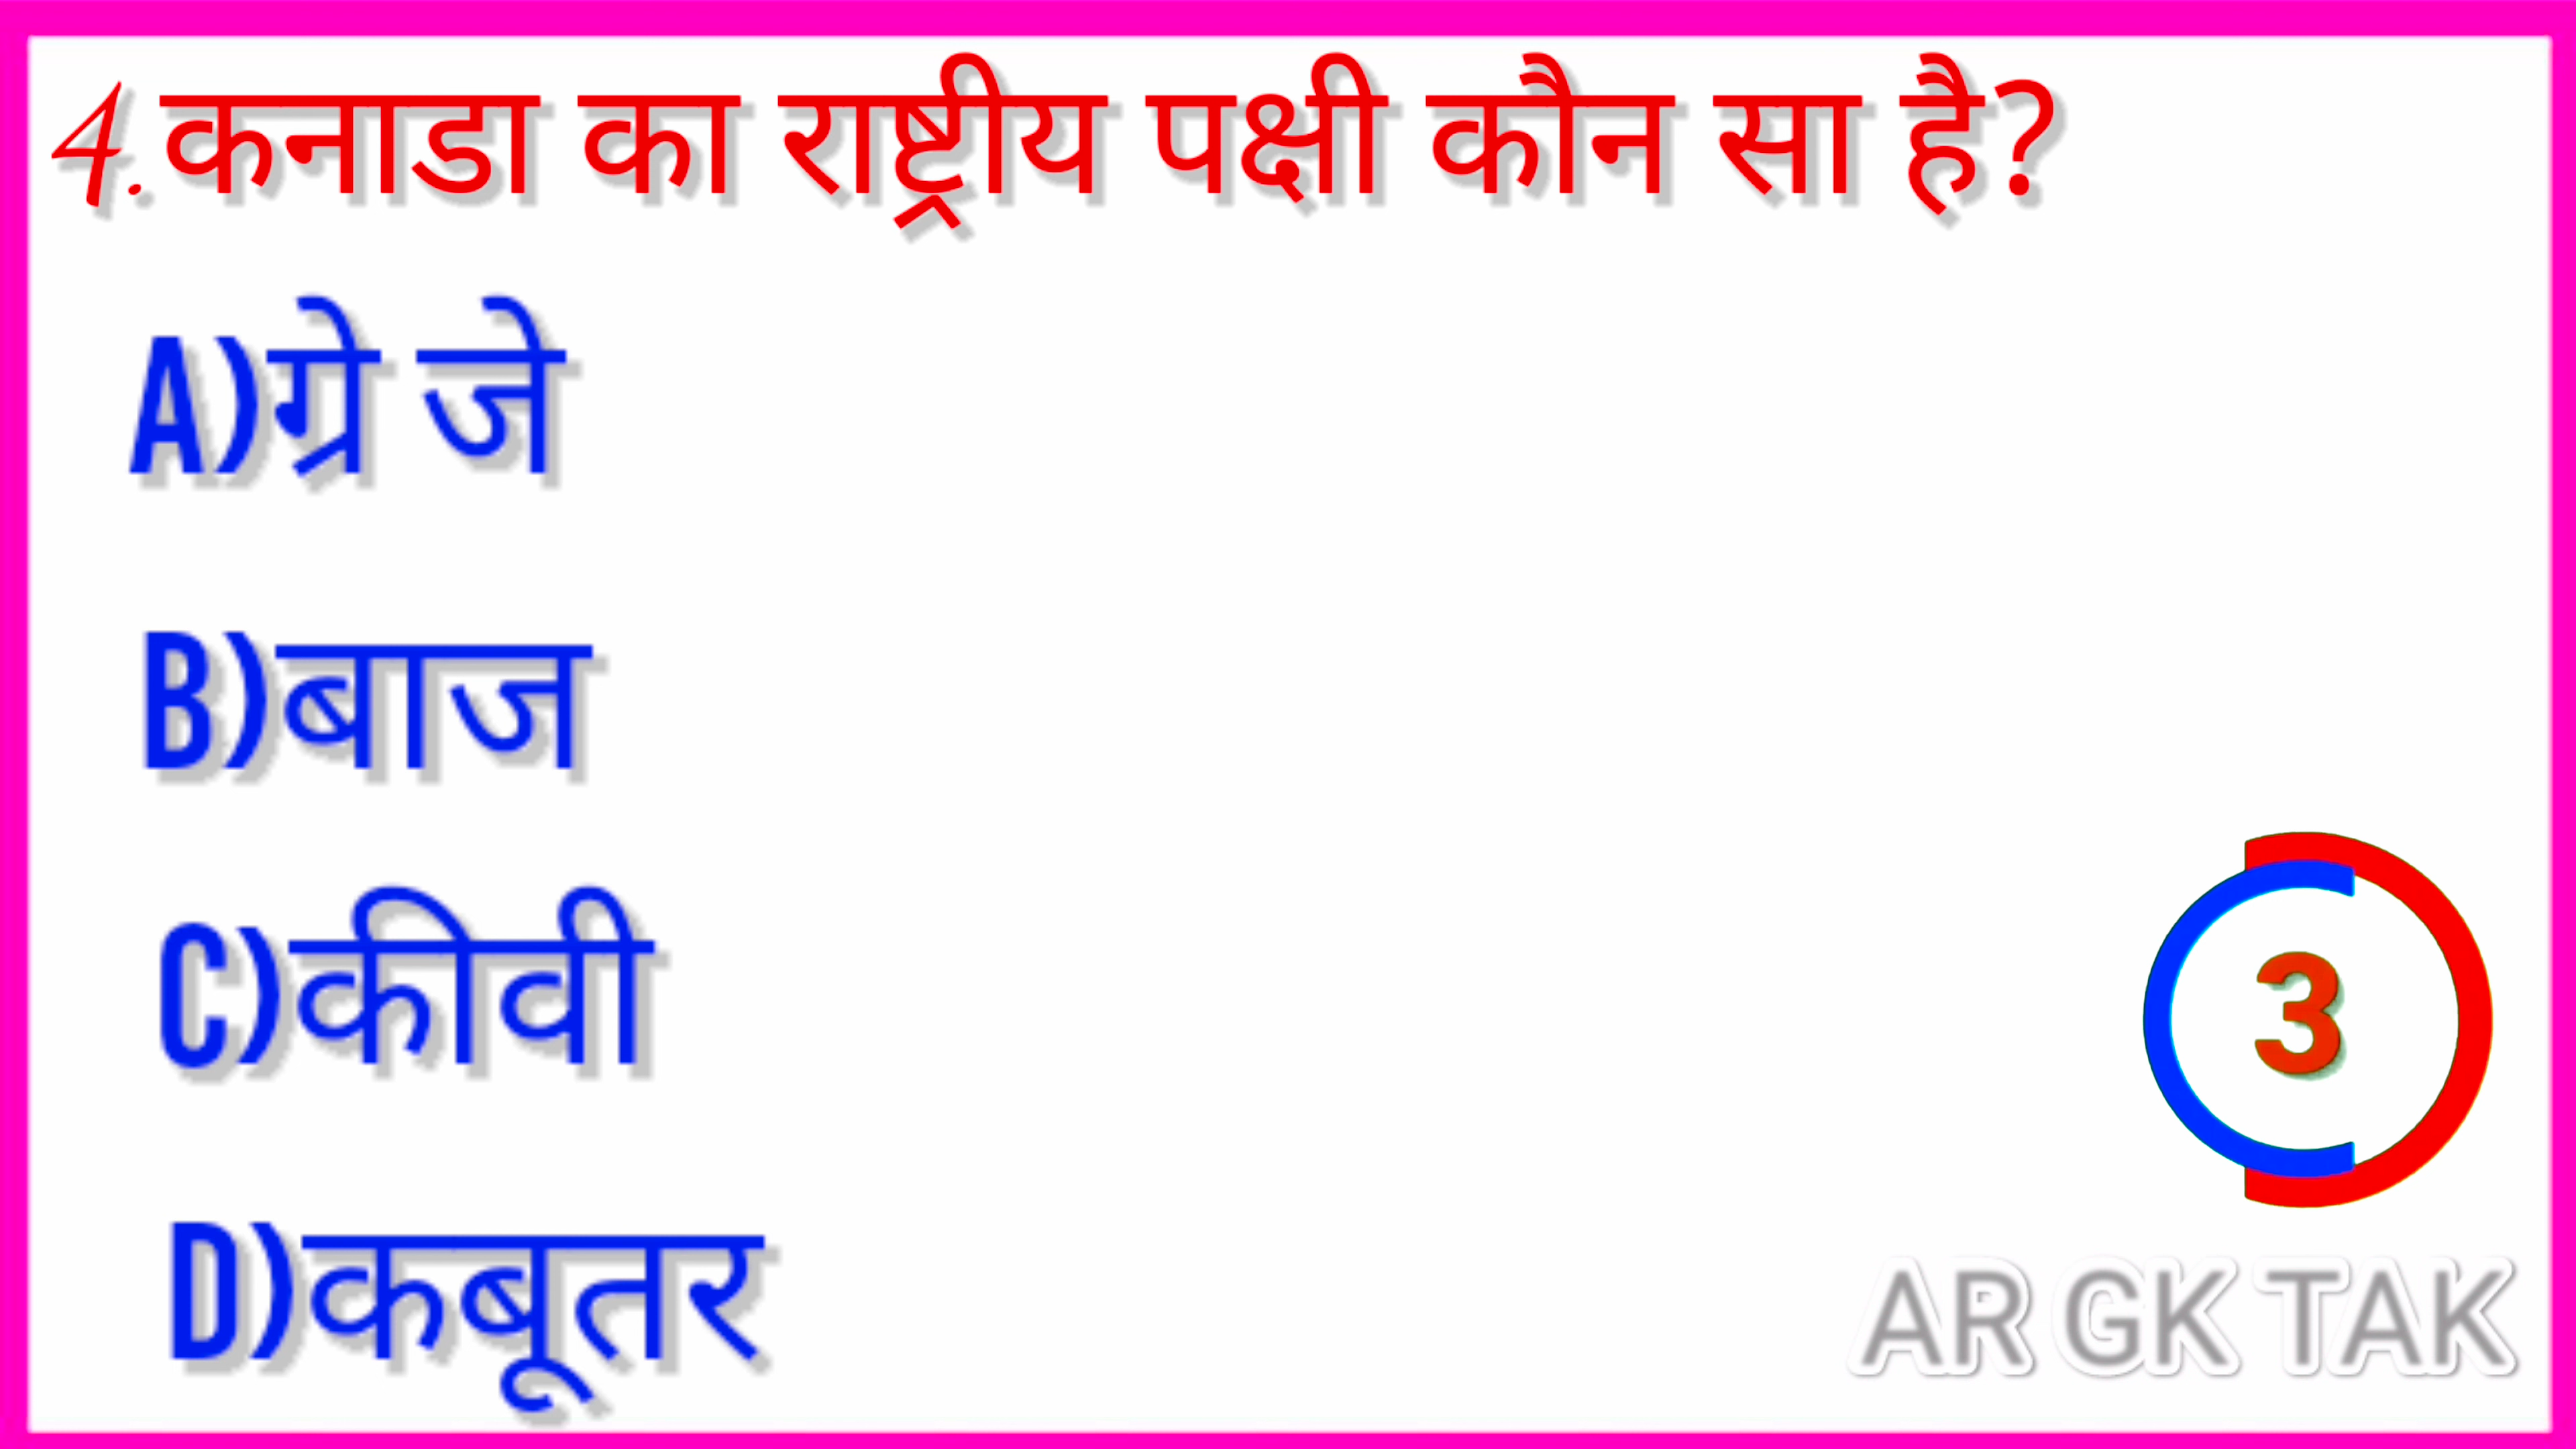 4.कनाडा का राष्ट्रीय पक्षी कौन सा है?
A)ग्रे जे
B)बाज
C)कीवी
3
D)कबूतर
AR GK TAK